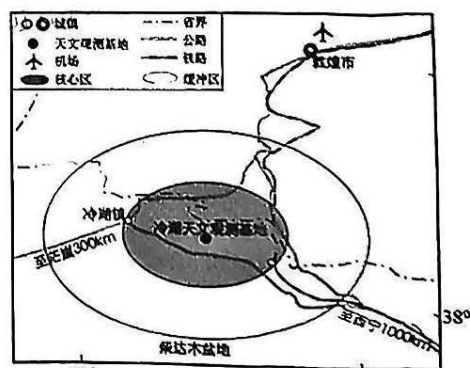 城镇
天文观测基地
机场
核心区
省界
公路
铁路
缓冲区
敦煌市
冷湖镇
冷湖天文观测基地
至茫崖300km
至西宁1000km
柴达木盆地
38°